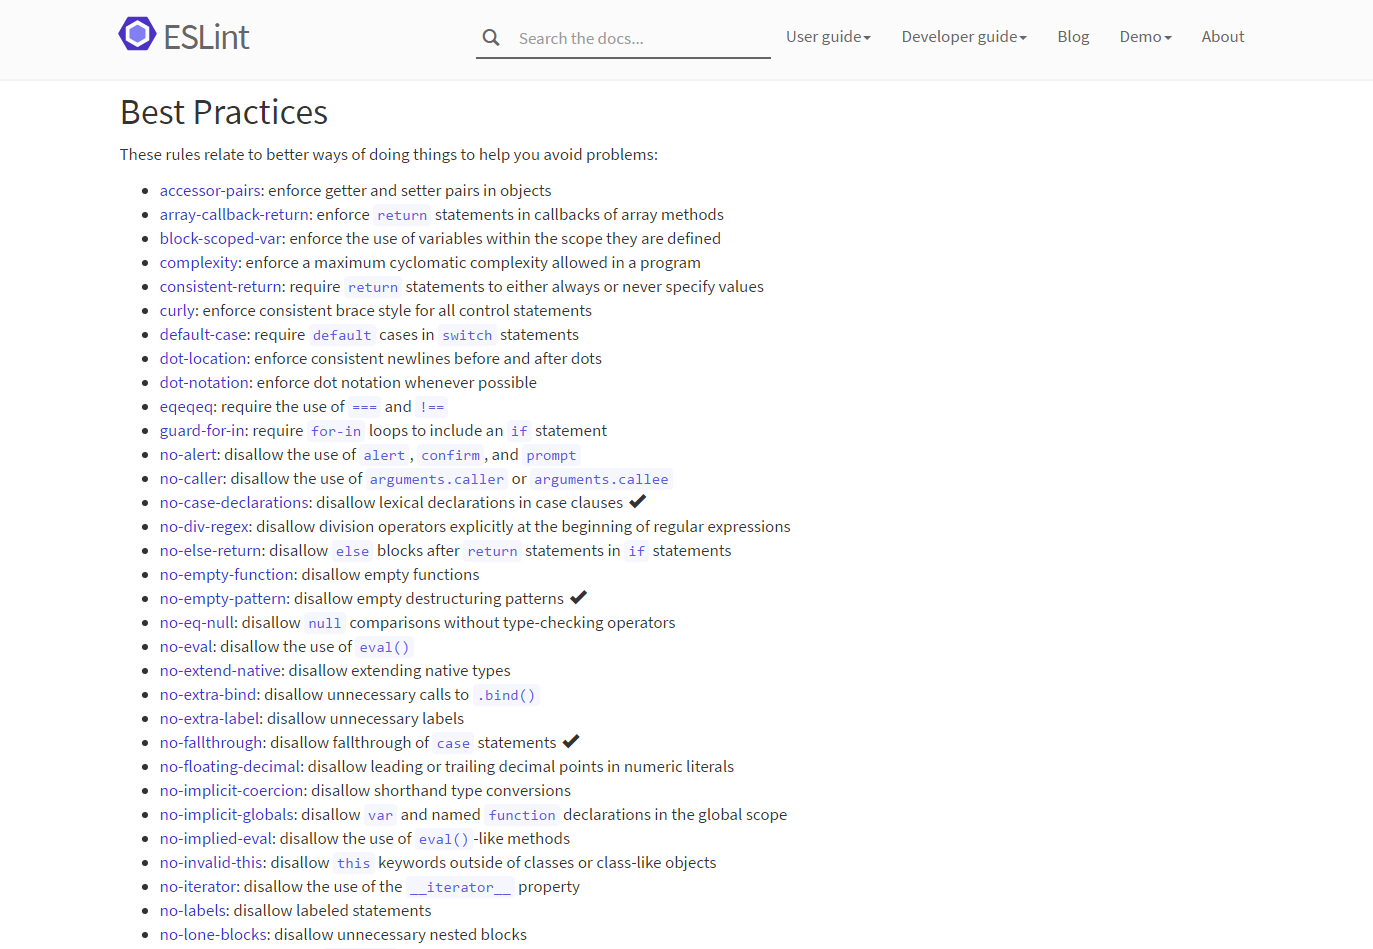 ESLint
Search the docs...
User guide
Developer guide
Blog
Demo
About
Best Practices
These rules relate to better ways of doing things to help you avoid problems:
accessor-pairs: enforce getter and setter pairs in objects
array-callback-return: enforce return statements in callbacks of array methods
block-scoped-var: enforce the use of variables within the scope they are defined
complexity: enforce a maximum cyclomatic complexity allowed in a program
consistent-return: require return statements to either always or never specify values
curly: enforce consistent brace style for all control statements
default-case: require default cases in switch statements
dot-location: enforce consistent newlines before and after dots
dot-notation: enforce dot notation whenever possible
eqeqeq: require the use of === and !==
guard-for-in: require for-in loops to include an if statement
no-alert: disallow the use of alert, confirm, and prompt
no-caller: disallow the use of arguments.caller or arguments.callee
no-case-declarations: disallow lexical declarations in case clauses ✔
no-div-regex: disallow division operators explicitly at the beginning of regular expressions
no-else-return: disallow else blocks after return statements in if statements
no-empty-function: disallow empty functions
no-empty-pattern: disallow empty destructuring patterns ✔
no-eq-null: disallow null comparisons without type-checking operators
no-eval: disallow the use of eval()
no-extend-native: disallow extending native types
no-extra-bind: disallow unnecessary calls to .bind()
no-extra-label: disallow unnecessary labels
no-fallthrough: disallow fallthrough of case statements ✔
no-floating-decimal: disallow leading or trailing decimal points in numeric literals
no-implicit-coercion: disallow shorthand type conversions
no-implicit-globals: disallow var and named function declarations in the global scope
no-implied-eval: disallow the use of eval()-like methods
no-invalid-this: disallow this keywords outside of classes or class-like objects
no-iterator: disallow the use of the __iterator__ property
no-labels: disallow labeled statements
no-lone-blocks: disallow unnecessary nested blocks